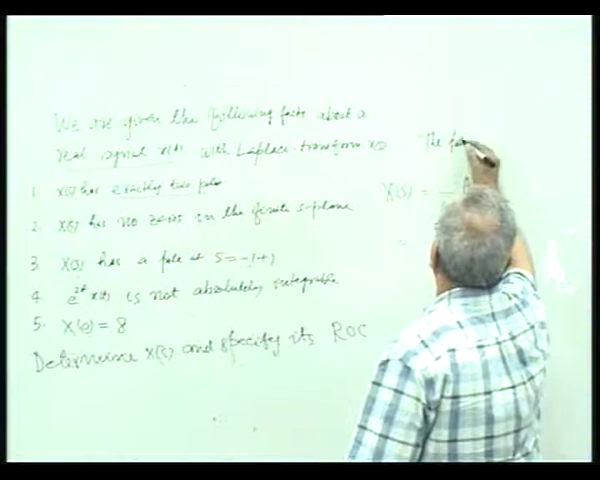 We are given the following facts about a
real signal x(t) with Laplace-transform X(s)
1. X(s) has exactly two poles
2. X(s) has no zeros in the finite s-plane
3. X(s) has a pole at S = -1+j
4. e^{2t} x(t) is not absolutely integrable
5. X(0) = 8
Determine X(s) and specify its ROC
The
X(s) =